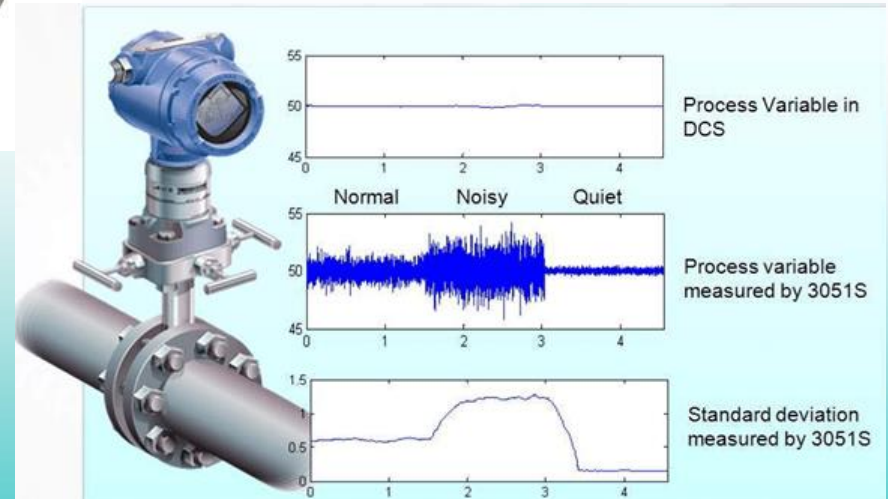 55
50
45
0 1 2 3 4
Process Variable in
DCS
Normal Noisy Quiet
55
50
45
0 1 2 3 4
Process variable
measured by 3051S
1.5
1
0.5
0
0 1 2 3 4
Standard deviation
measured by 3051S